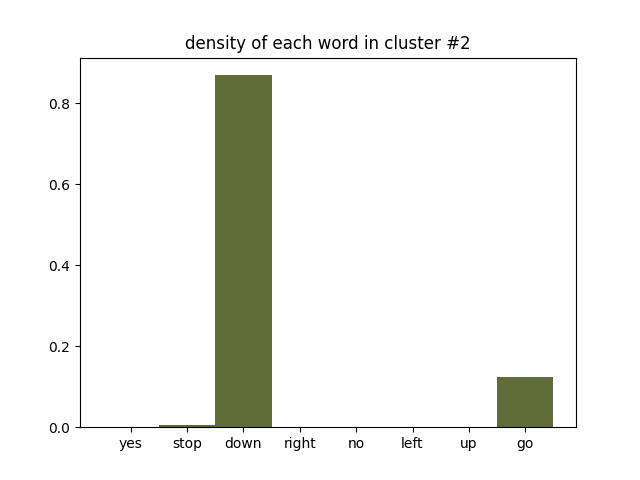 density of each word in cluster #2
0.8
0.6
0.4
0.2
0.0
yes stop down right no left up go